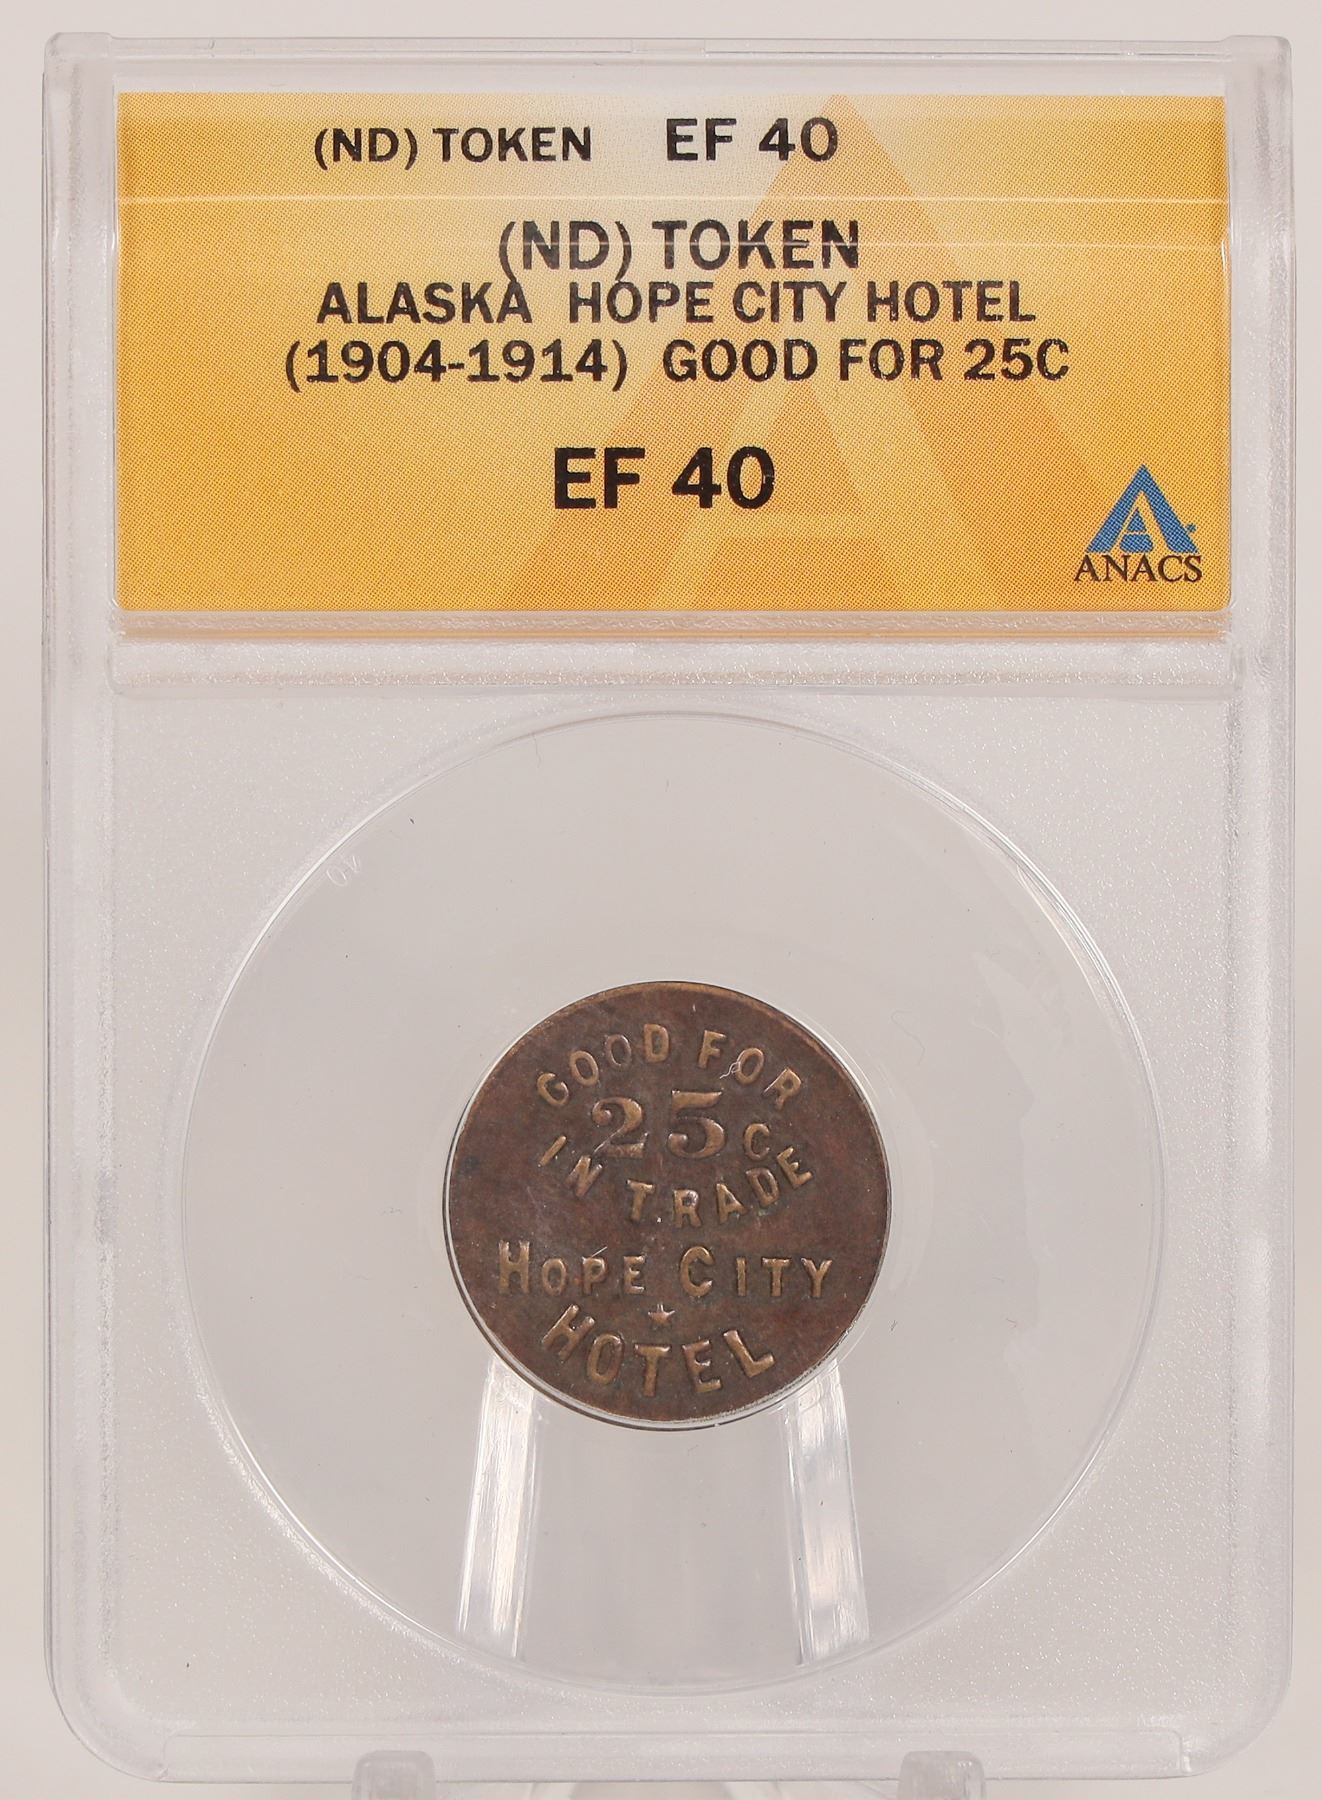 (ND) TOKEN EF 40
(ND) TOKEN
ALASKA HOPE CITY HOTEL
(1904-1914) GOOD FOR 25C
EF 40
ANACS
40
GOOD FOR
25C
IN TRADE
HOPE CITY
HOTEL